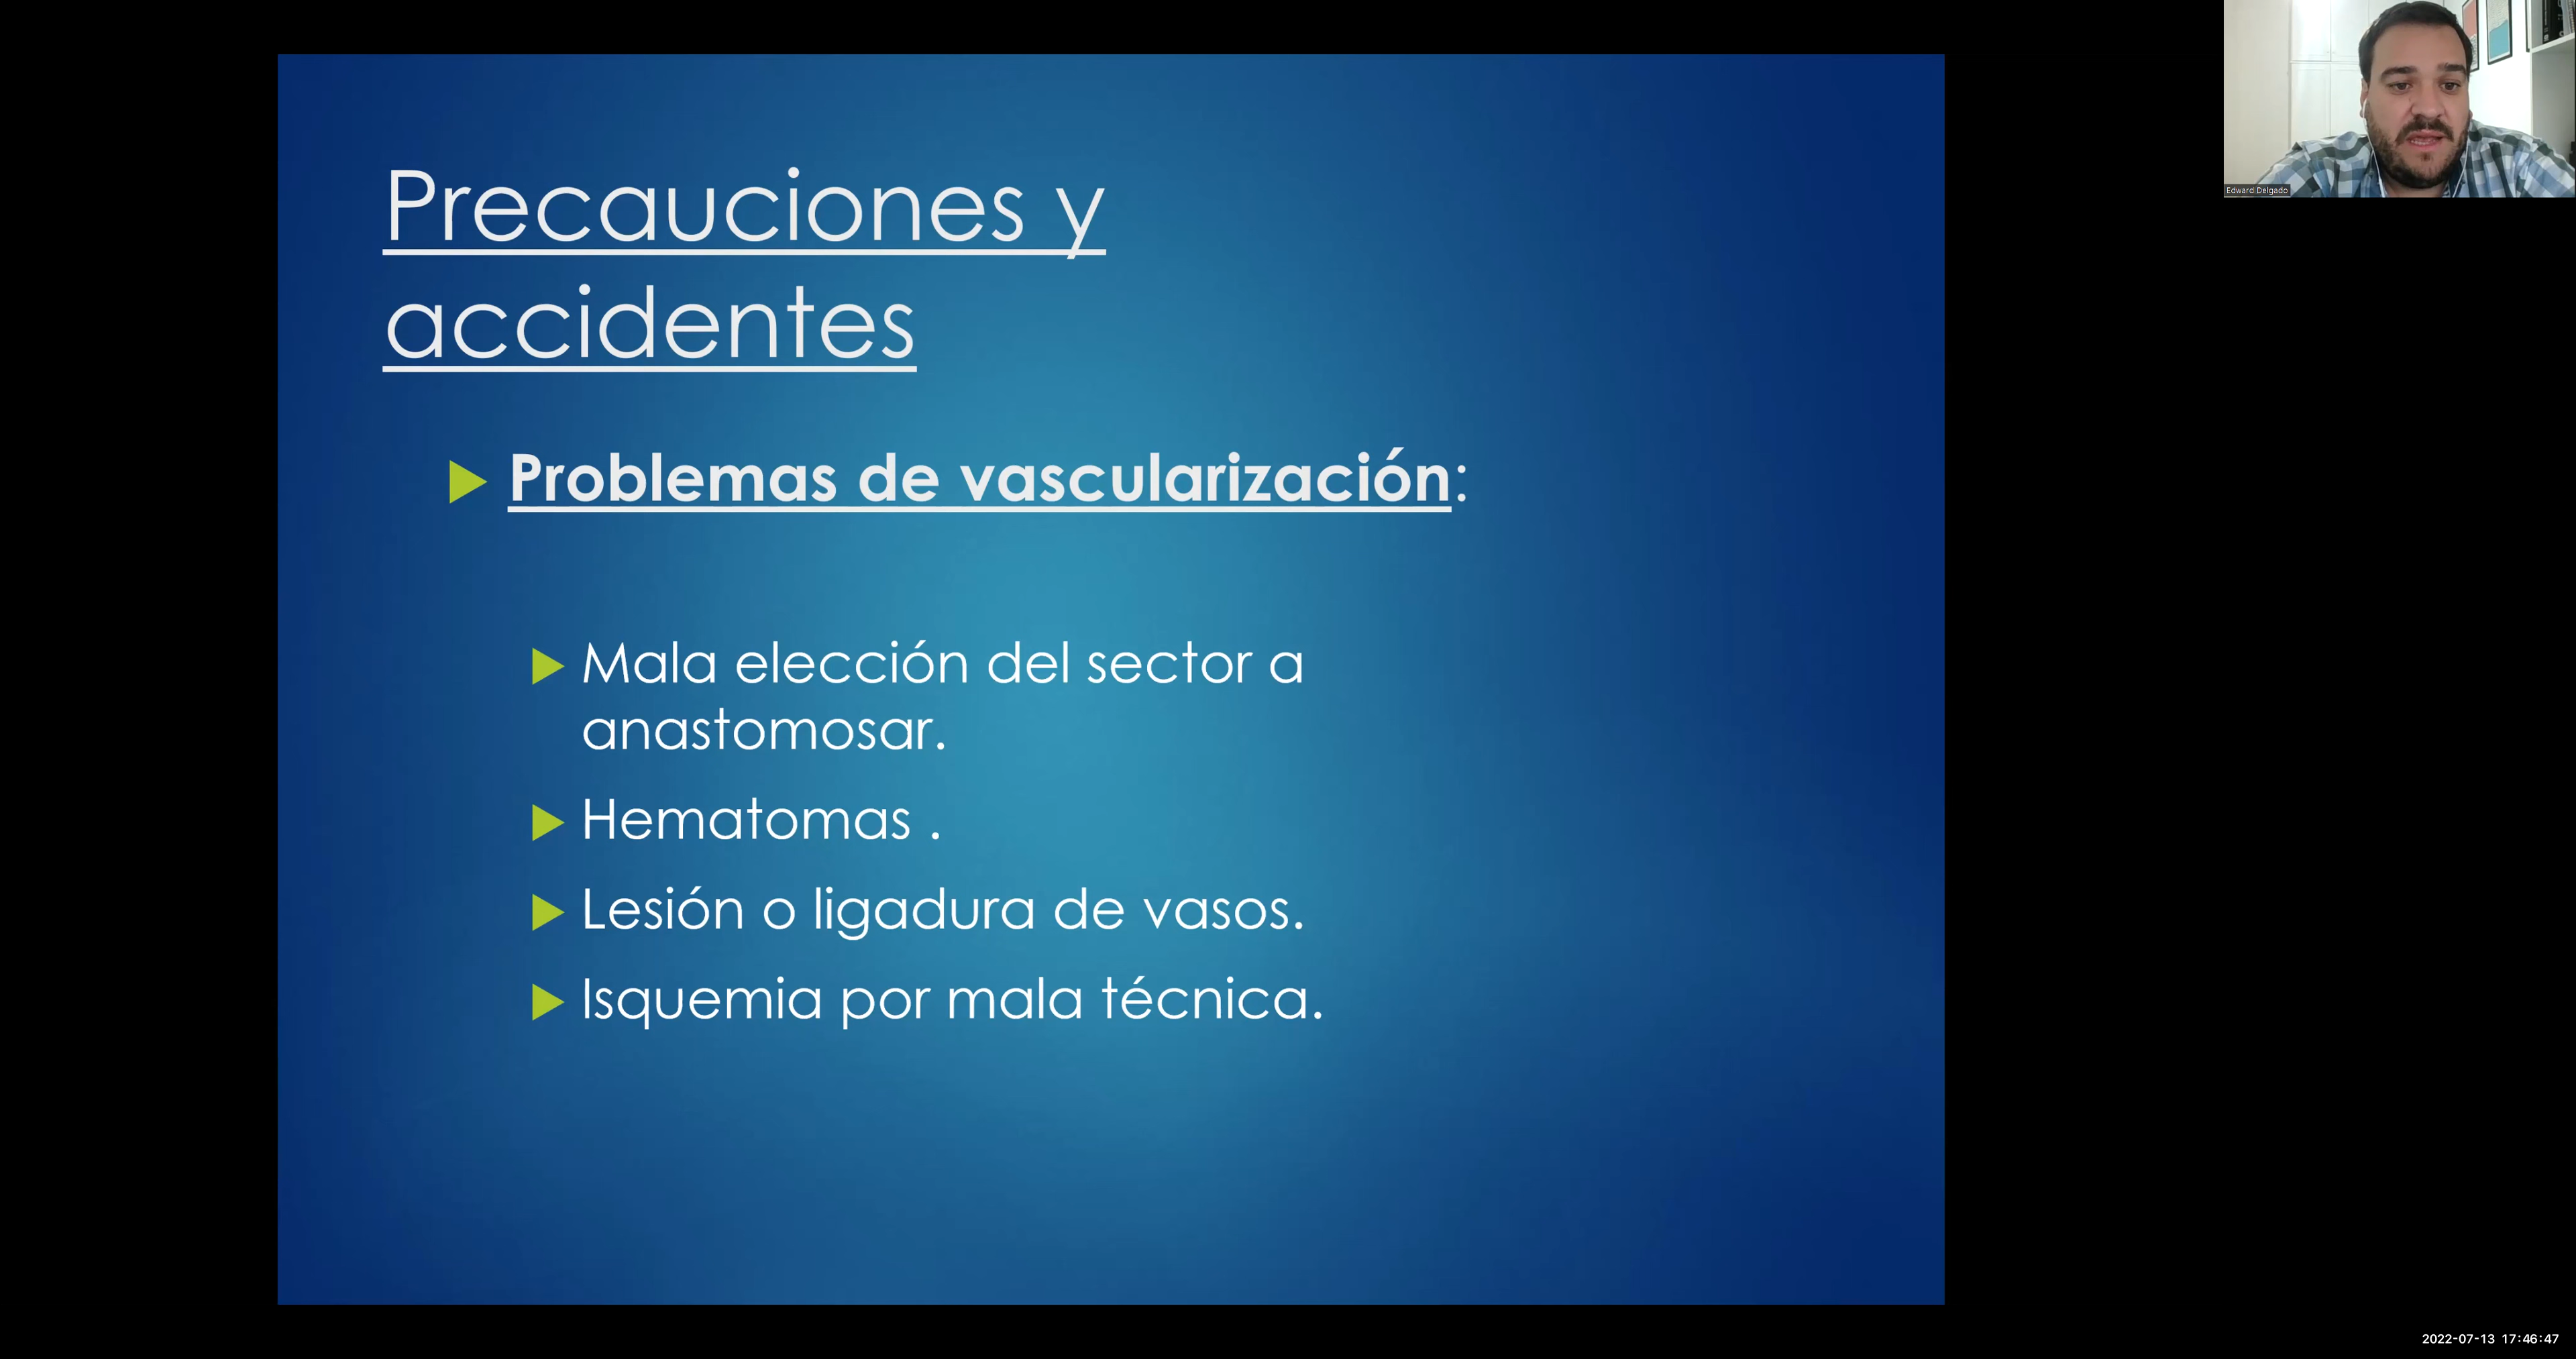 Edward Delgado
Precauciones y
accidentes
Problemas de vascularización:
Mala elección del sector a
anastomosar.
Hematomas .
Lesión o ligadura de vasos.
Isquemia por mala técnica.
2022-07-13 17:46:47